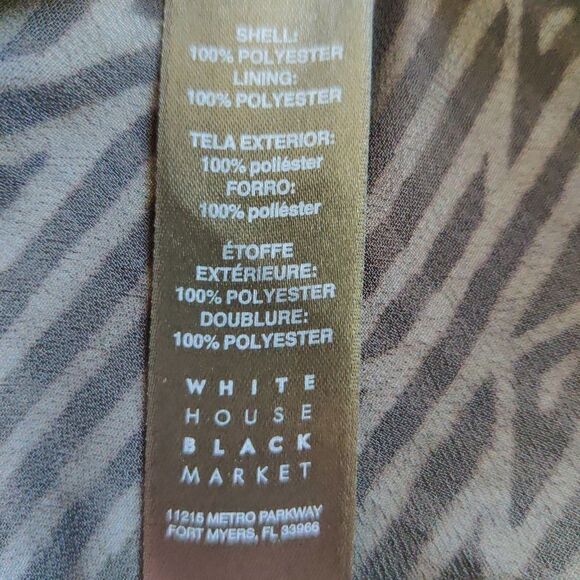 SHELL:
100% POLYESTER
LINING:
100% POLYESTER
TELA EXTERIOR:
100% poliéster
FORRO:
100% poliéster
ÉTOFFE
EXTÉRIEURE:
100% POLYESTER
DOUBLURE:
100% POLYESTER
WHITE
HOUSE
BLACK
MARKET
11215 METRO PARKWAY
FORT MYERS, FL 33966